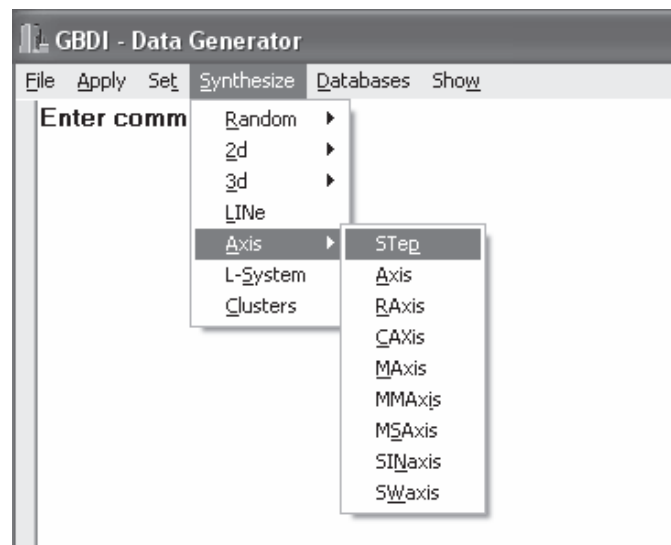 GBDI - Data Generator
File Apply Set Synthesize Databases Show
Enter comm
Random
2d
3d
LINe
Axis
L-System
Clusters
STep
Axis
RAxis
CAXis
MAxis
MMAxis
MSAxis
SINaxis
SWaxis